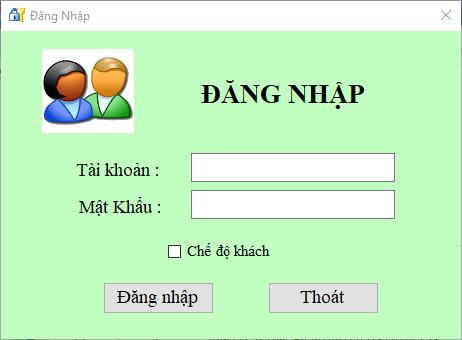 Đăng Nhập
ĐĂNG NHẬP
Tài khoản :
Mật Khẩu :
Chế độ khách
Đăng nhập
Thoát